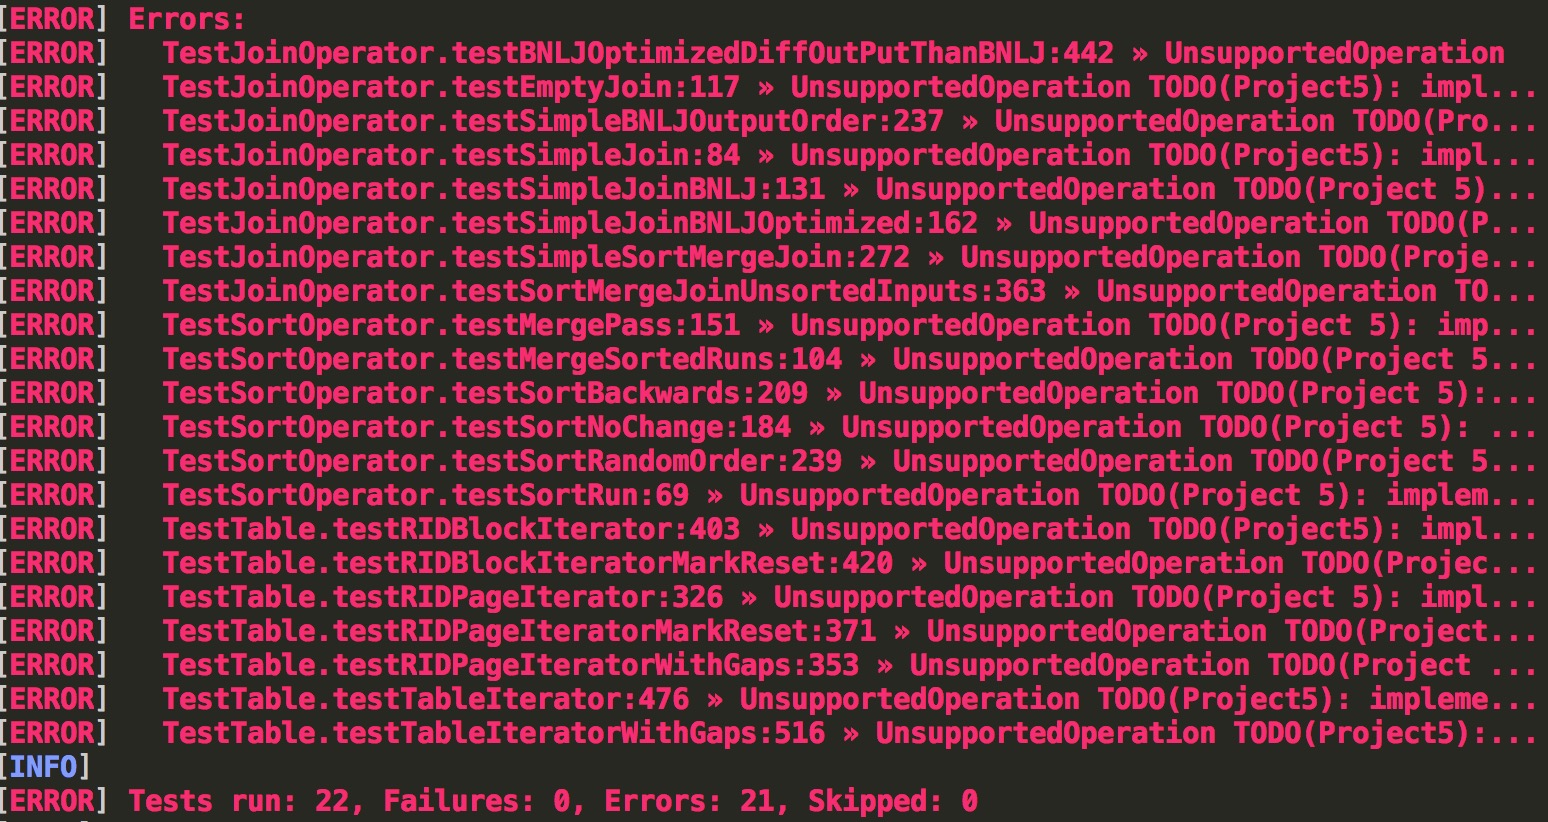 [ERROR] Errors:
[ERROR]   TestJoinOperator.testBNLJOptimizedDiffOutPutThanBNLJ:442 » UnsupportedOperation
[ERROR]   TestJoinOperator.testEmptyJoin:117 » UnsupportedOperation TODO(Project5): impl...
[ERROR]   TestJoinOperator.testSimpleBNLJOutputOrder:237 » UnsupportedOperation TODO(Pro...
[ERROR]   TestJoinOperator.testSimpleJoin:84 » UnsupportedOperation TODO(Project5): impl...
[ERROR]   TestJoinOperator.testSimpleJoinBNLJ:131 » UnsupportedOperation TODO(Project 5)...
[ERROR]   TestJoinOperator.testSimpleJoinBNLJOptimized:162 » UnsupportedOperation TODO(P...
[ERROR]   TestJoinOperator.testSimpleSortMergeJoin:272 » UnsupportedOperation TODO(Proje...
[ERROR]   TestJoinOperator.testSortMergeJoinUnsortedInputs:363 » UnsupportedOperation TO...
[ERROR]   TestSortOperator.testMergePass:151 » UnsupportedOperation TODO(Project 5): imp...
[ERROR]   TestSortOperator.testMergeSortedRuns:104 » UnsupportedOperation TODO(Project 5...
[ERROR]   TestSortOperator.testSortBackwards:209 » UnsupportedOperation TODO(Project 5):...
[ERROR]   TestSortOperator.testSortNoChange:184 » UnsupportedOperation TODO(Project 5): ...
[ERROR]   TestSortOperator.testSortRandomOrder:239 » UnsupportedOperation TODO(Project 5...
[ERROR]   TestSortOperator.testSortRun:69 » UnsupportedOperation TODO(Project 5): implem...
[ERROR]   TestTable.testRIDBlockIterator:403 » UnsupportedOperation TODO(Project5): impl...
[ERROR]   TestTable.testRIDBlockIteratorMarkReset:420 » UnsupportedOperation TODO(Projec...
[ERROR]   TestTable.testRIDPageIterator:326 » UnsupportedOperation TODO(Project 5): impl...
[ERROR]   TestTable.testRIDPageIteratorMarkReset:371 » UnsupportedOperation TODO(Project...
[ERROR]   TestTable.testRIDPageIteratorWithGaps:353 » UnsupportedOperation TODO(Project ...
[ERROR]   TestTable.testTableIterator:476 » UnsupportedOperation TODO(Project5): impleme...
[ERROR]   TestTable.testTableIteratorWithGaps:516 » UnsupportedOperation TODO(Project5):...
[INFO]
[ERROR] Tests run: 22, Failures: 0, Errors: 21, Skipped: 0